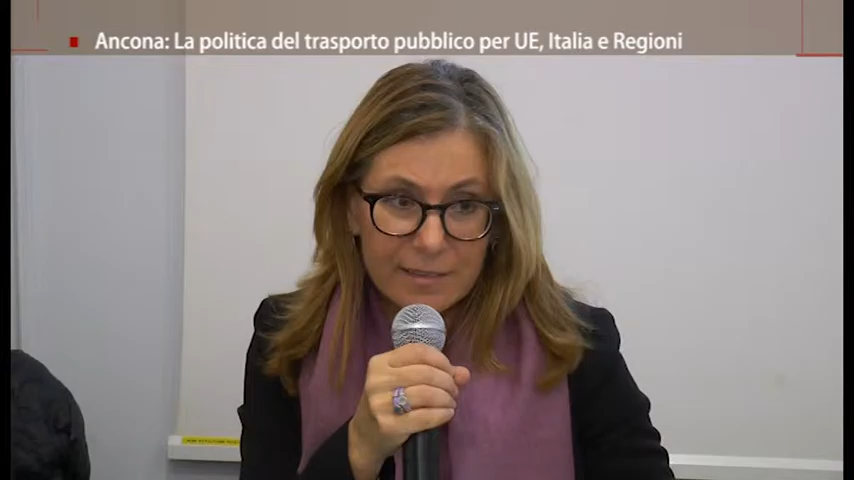 Ancona: La politica del trasporto pubblico per UE, Italia e Regioni